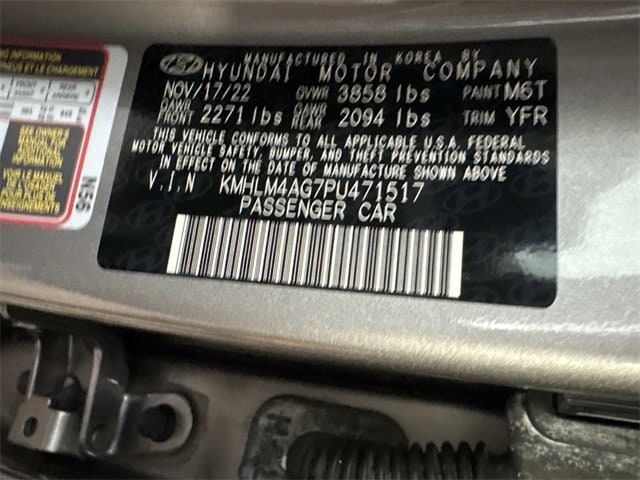 MANUFACTURED IN KOREA BY
HYUNDAI MOTOR COMPANY
NOV/17/22 GVWR 3858 lbs PAINT M6T
GAWR FRONT 2271 lbs GAWR REAR 2094 lbs TRIM YFR
THIS VEHICLE CONFORMS TO ALL APPLICABLE U.S.A. FEDERAL
MOTOR VEHICLE SAFETY, BUMPER, AND THEFT PREVENTION STANDARDS
IN EFFECT ON THE DATE OF MANUFACTURE SHOWN ABOVE
V.I.N KMHLM4AG7PU471517
PASSENGER CAR
N56